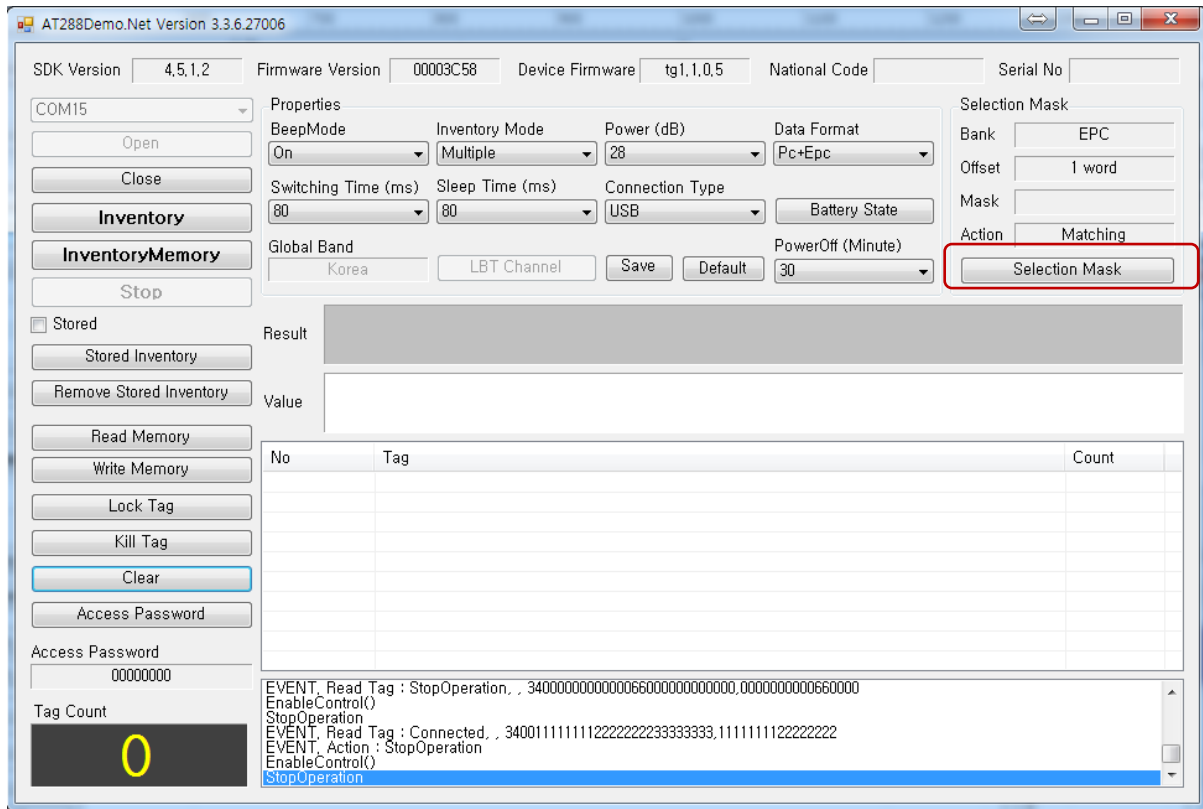 AT288Demo.Net Version 3.3.6.27006
SDK Version 4,5,1,2 Firmware Version 00003C58 Device Firmware tg1,1,0,5 National Code Serial No
COM15
Open
Close
Inventory
InventoryMemory
Stop
Stored
Stored Inventory
Remove Stored Inventory
Read Memory
Write Memory
Lock Tag
Kill Tag
Clear
Access Password
Access Password
00000000
Tag Count
0
Properties
BeepMode Inventory Mode Power (dB) Data Format
On Multiple 28 Pc+Epc
Switching Time (ms) Sleep Time (ms) Connection Type
80 80 USB Battery State
Global Band PowerOff (Minute)
Korea LBT Channel Save Default 30
Selection Mask
Bank EPC
Offset 1 word
Mask
Action Matching
Selection Mask
Result
Value
No Tag Count
EVENT, Read Tag : StopOperation, , 3400000000000066000000000000,0000000000660000
EnableControl()
StopOperation
EVENT, Read Tag : Connected, , 3400111111112222222233333333,1111111122222222
EVENT, Action : StopOperation
EnableControl()
StopOperation